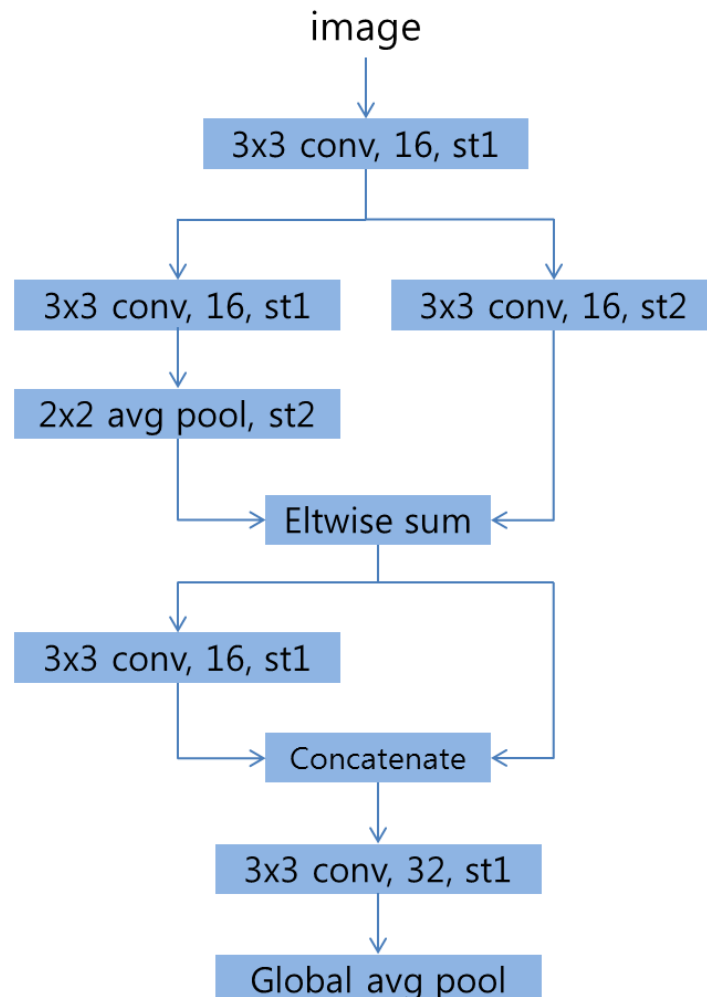 image
3x3 conv, 16, st1
3x3 conv, 16, st1
3x3 conv, 16, st2
2x2 avg pool, st2
Eltwise sum
3x3 conv, 16, st1
Concatenate
3x3 conv, 32, st1
Global avg pool